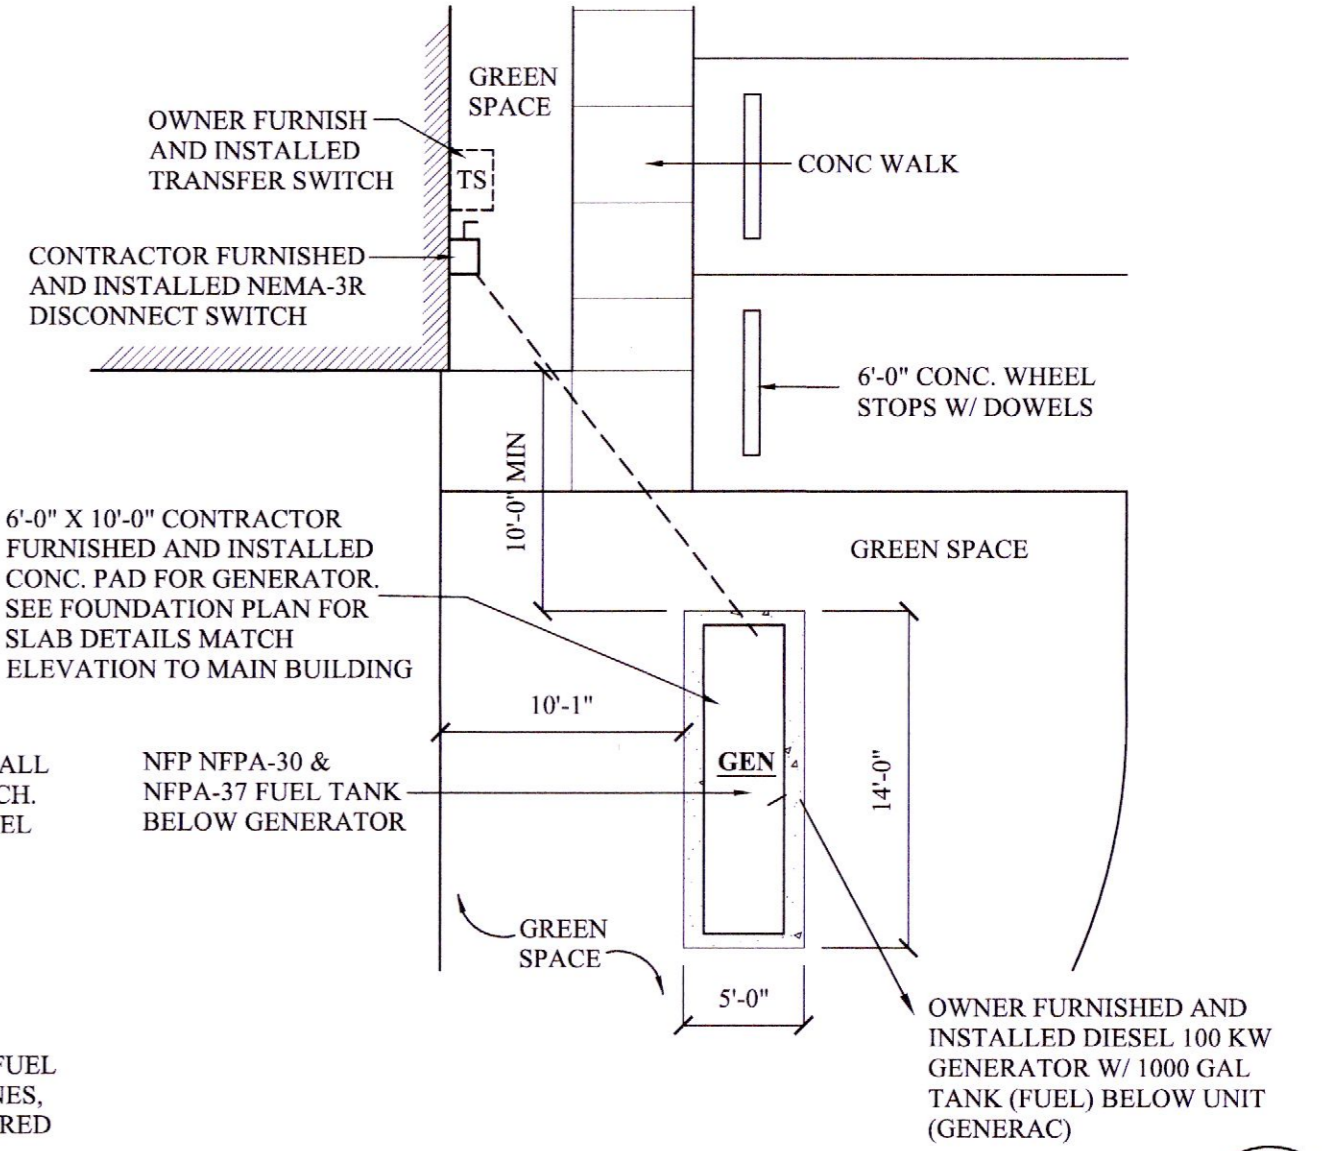 GREEN
SPACE
OWNER FURNISH
AND INSTALLED
TRANSFER SWITCH
TS
CONC WALK
CONTRACTOR FURNISHED
AND INSTALLED NEMA-3R
DISCONNECT SWITCH
6'-0" CONC. WHEEL
STOPS W/ DOWELS
10'-0" MIN
6'-0" X 10'-0" CONTRACTOR
FURNISHED AND INSTALLED
CONC. PAD FOR GENERATOR.
SEE FOUNDATION PLAN FOR
SLAB DETAILS MATCH
ELEVATION TO MAIN BUILDING
GREEN SPACE
10'-1"
ALL
CH.
EL
NFP NFPA-30 &
NFPA-37 FUEL TANK
BELOW GENERATOR
GEN
14'-0"
GREEN
SPACE
5'-0"
OWNER FURNISHED AND
INSTALLED DIESEL 100 KW
GENERATOR W/ 1000 GAL
TANK (FUEL) BELOW UNIT
(GENERAC)
FUEL
NES,
RED